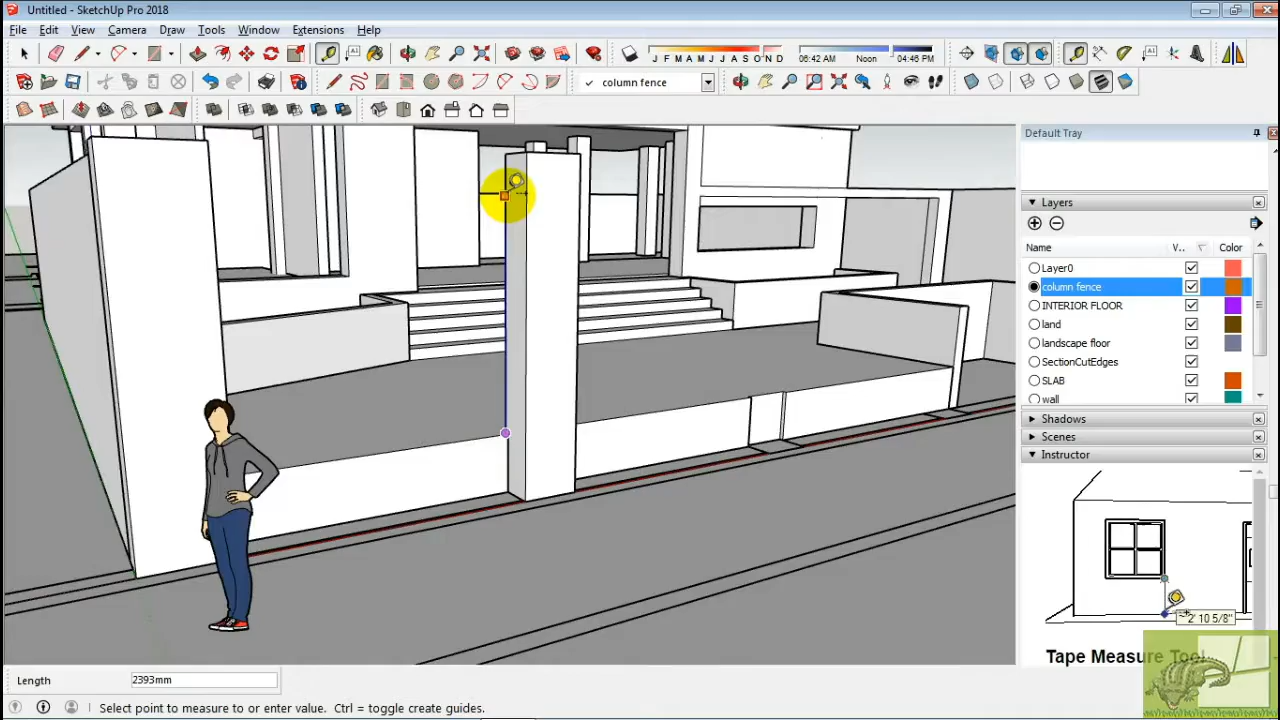 Untitled - SketchUp Pro 2018
File Edit View Camera Draw Tools Window Help Extensions
J F M A M J J A S O N D
06:42 AM Noon 04:46 PM
column fence
Default Tray
Layers
Name V.. Color
Layer0
column fence
INTERIOR FLOOR
land
landscape floor
SectionCutEdges
SLAB
wall
Shadows
Scenes
Instructor
~ 2' 10 5/8"
Tape Measure Tool
Length 2393mm
Select point to measure to or enter value. Ctrl = toggle create guides.